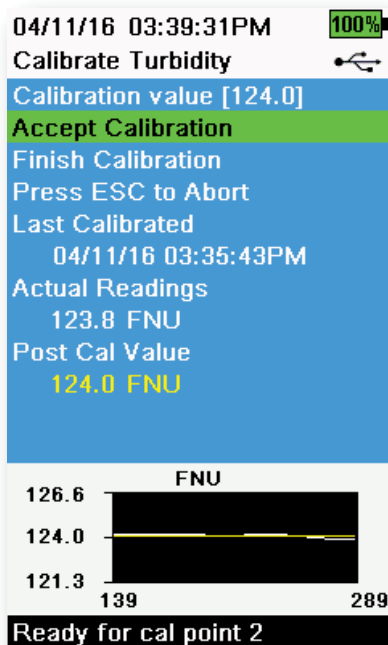 04/11/16 03:39:31PM 100%
Calibrate Turbidity
Calibration value [124.0]
Accept Calibration
Finish Calibration
Press ESC to Abort
Last Calibrated
04/11/16 03:35:43PM
Actual Readings
123.8 FNU
Post Cal Value
124.0 FNU
FNU
126.6
124.0
121.3
139 289
Ready for cal point 2